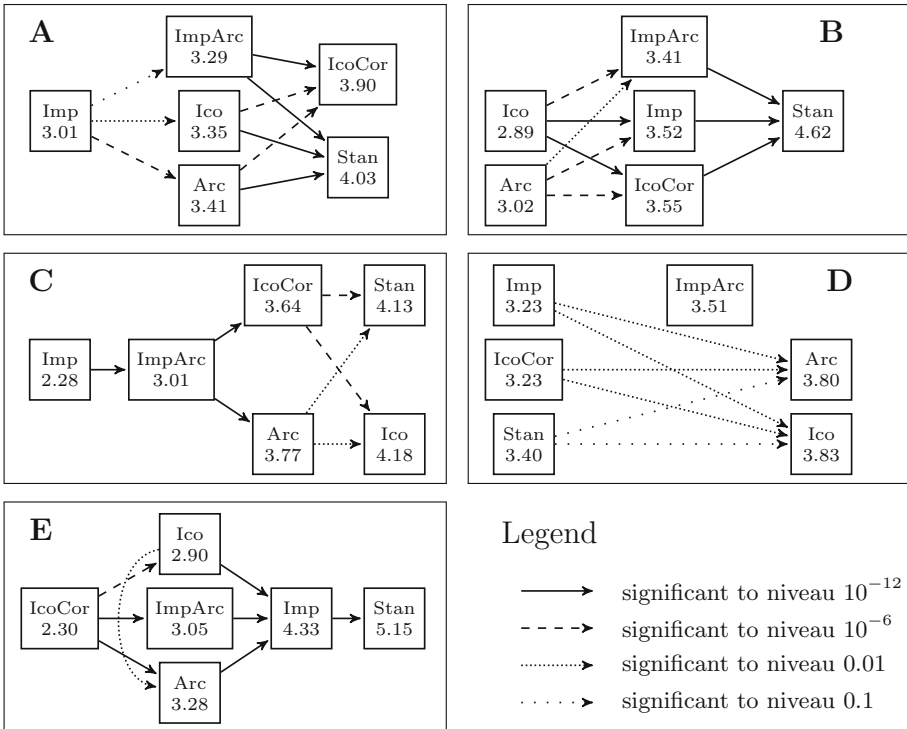 A
ImpArc
3.29
IcoCor
3.90
Imp
3.01
Ico
3.35
Stan
4.03
Arc
3.41
B
ImpArc
3.41
Ico
2.89
Imp
3.52
Stan
4.62
Arc
3.02
IcoCor
3.55
C
IcoCor
3.64
Stan
4.13
Imp
2.28
ImpArc
3.01
Arc
3.77
Ico
4.18
D
Imp
3.23
ImpArc
3.51
IcoCor
3.23
Arc
3.80
Stan
3.40
Ico
3.83
E
Ico
2.90
IcoCor
2.30
ImpArc
3.05
Imp
4.33
Stan
5.15
Arc
3.28
Legend
significant to niveau 10⁻¹²
significant to niveau 10⁻⁶
significant to niveau 0.01
significant to niveau 0.1